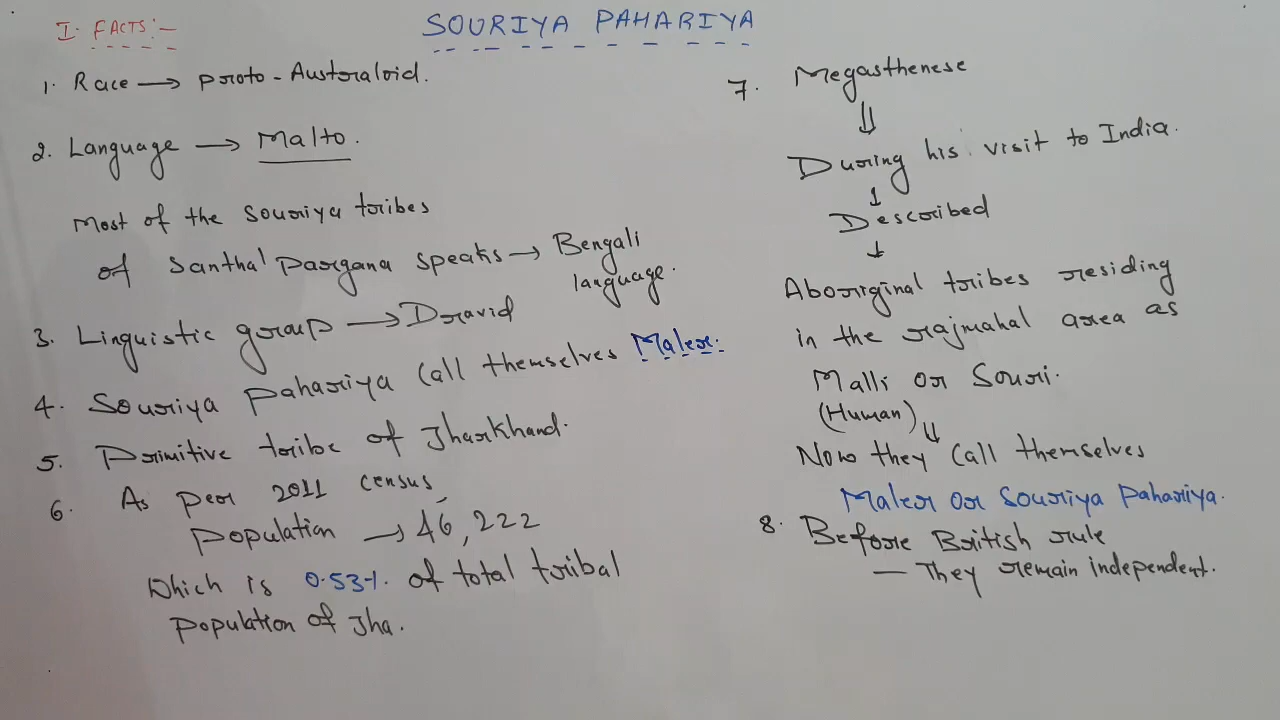 SOURIYA PAHARIYA
I. FACTS:-
1. Race → Proto-Australoid.
2. Language → Malto.
Most of the Souriya tribes
of Santhal Pargana speaks → Bengali
language.
3. Linguistic group → Dravid
4. Souriya Pahariya Call themselves Maler.
5. Primitive tribe of Jharkhand.
6. As per 2011 census,
Population → 46,222
Which is 0.53%. of total tribal
Population of Jha.
7. Megasthenese
⇓
During his visit to India.
↓
Described
↓
Aboriginal tribes residing
in the rajmahal area as
Malli or Souri.
(Human) ⇓
Now they Call themselves
Maler or Souriya Pahariya.
8. Before British rule
— They remain independent.